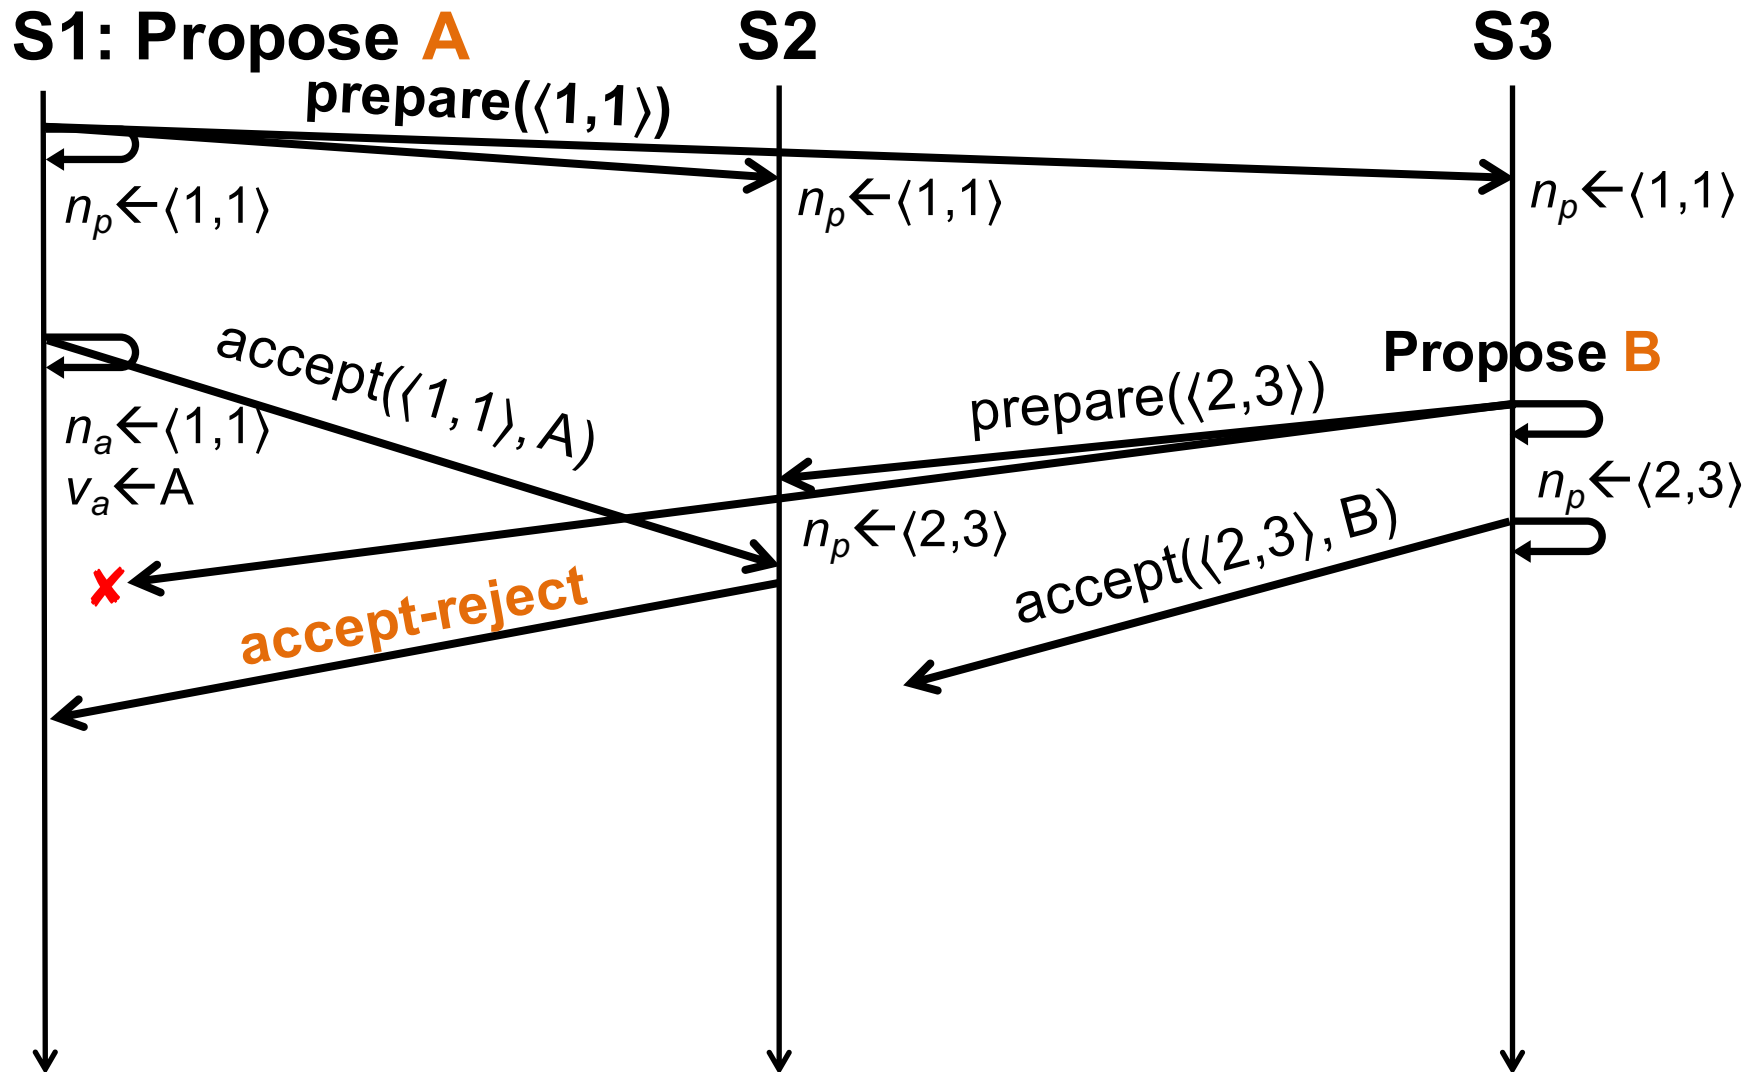 S1: Propose A
S2
S3
prepare(⟨1,1⟩)
nₚ←⟨1,1⟩
nₚ←⟨1,1⟩
nₚ←⟨1,1⟩
accept(⟨1,1⟩, A)
Propose B
prepare(⟨2,3⟩)
nₐ←⟨1,1⟩
vₐ←A
nₚ←⟨2,3⟩
nₚ←⟨2,3⟩
accept(⟨2,3⟩, B)
✘
accept-reject